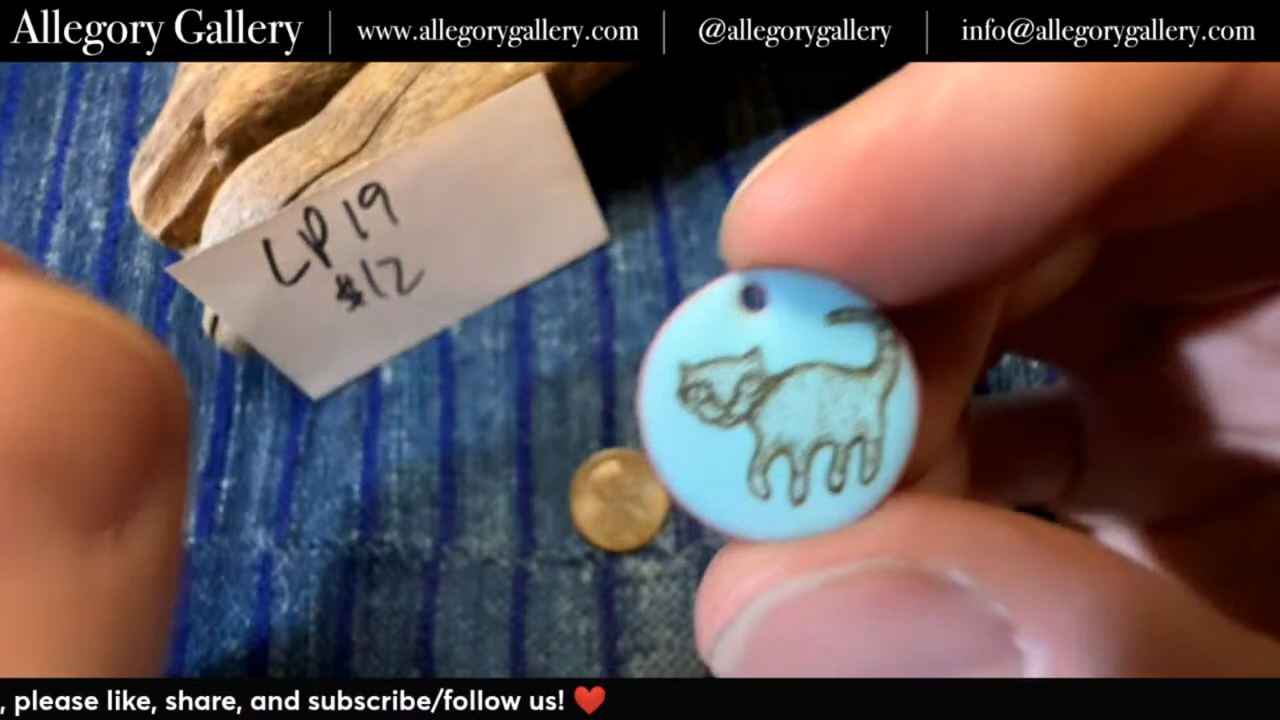 Allegory Gallery | www.allegorygallery.com | @allegorygallery | info@allegorygallery.com
LP19
$12
, please like, share, and subscribe/follow us! ❤️